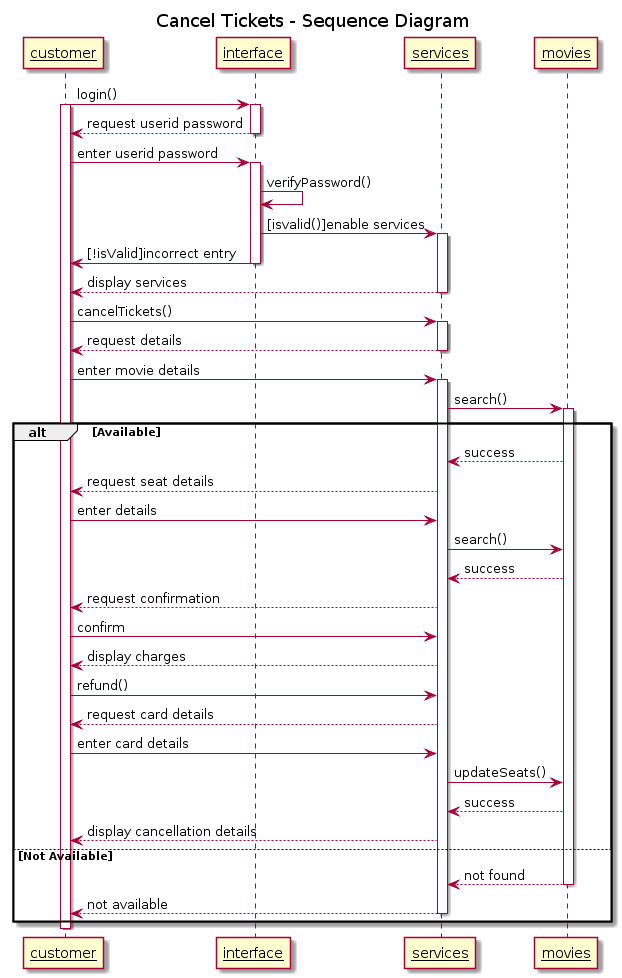 Cancel Tickets - Sequence Diagram
customer interface services movies
login()
request userid password
enter userid password
verifyPassword()
[isvalid()]enable services
[!isValid]incorrect entry
display services
cancelTickets()
request details
enter movie details
search()
alt [Available]
success
request seat details
enter details
search()
success
request confirmation
confirm
display charges
refund()
request card details
enter card details
updateSeats()
success
display cancellation details
[Not Available]
not found
not available
customer interface services movies